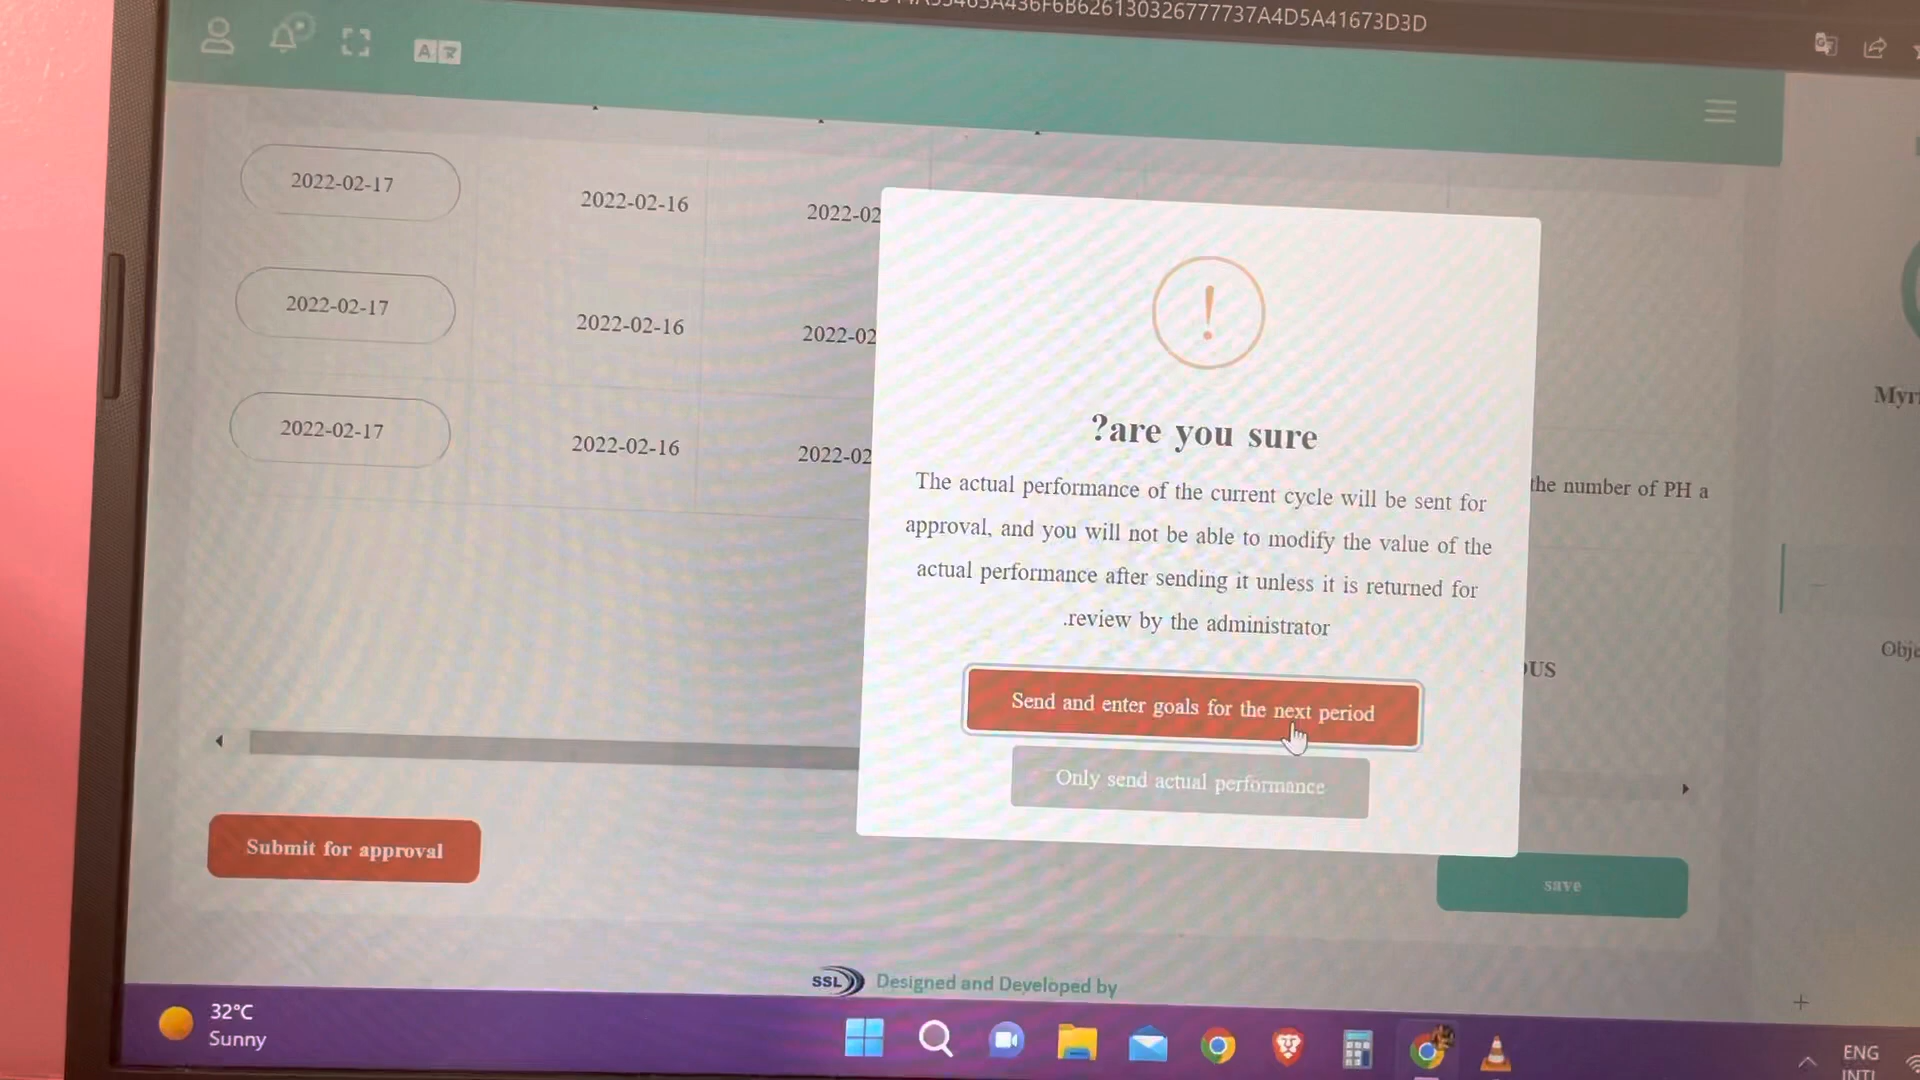 2022-02-17
2022-02-16
2022-02
2022-02-17
2022-02-16
2022-02
2022-02-17
2022-02-16
2022-02
?are you sure
The actual performance of the current cycle will be sent for
approval, and you will not be able to modify the value of the
actual performance after sending it unless it is returned for
.review by the administrator
Send and enter goals for the next period
Only send actual performance
the number of PH a
Submit for approval
save
SSL
Designed and Developed by
32°C
Sunny
ENG
INTL